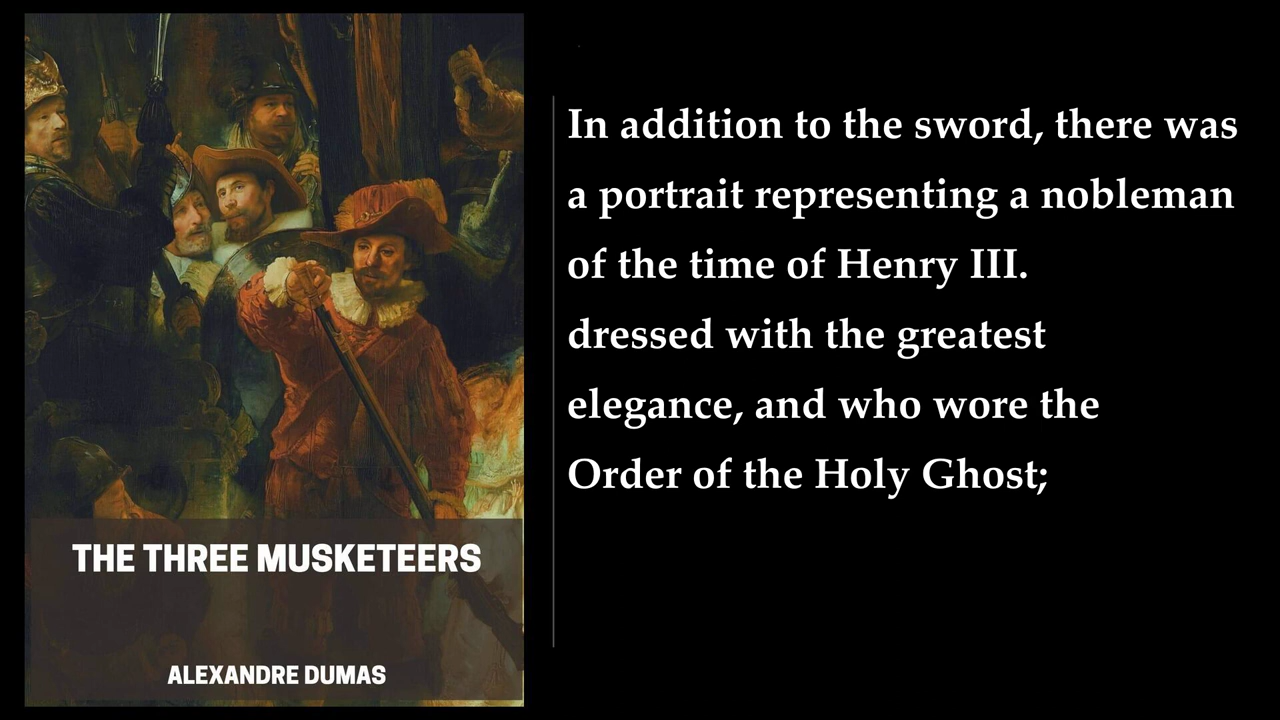 In addition to the sword, there was
a portrait representing a nobleman
of the time of Henry III.
dressed with the greatest
elegance, and who wore the
Order of the Holy Ghost;
THE THREE MUSKETEERS
ALEXANDRE DUMAS